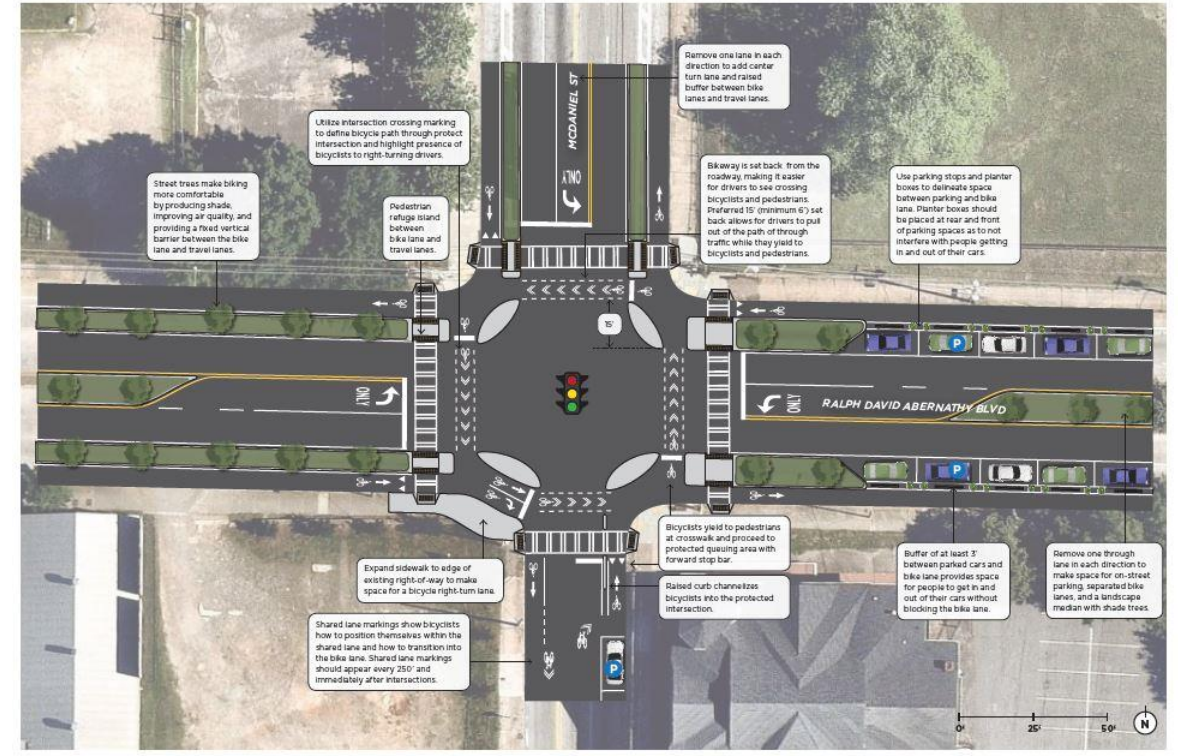 Remove one lane in each
direction to add center
turn lane and raised
buffer between bike
lanes and travel lanes.
MCDANIEL ST
ONLY
Utilize intersection crossing marking
to define bicycle path through protect
intersection and highlight presence of
bicyclists to right-turning drivers.
Street trees make biking
more comfortable
by producing shade,
improving air quality, and
providing a fixed vertical
barrier between the bike
lane and travel lanes.
Pedestrian
refuge island
between
bike lane and
travel lanes.
Bikeway is set back from the
roadway, making it easier
for drivers to see crossing
bicyclists and pedestrians.
Preferred 15' (minimum 6') set
back allows for drivers to pull
out of the path of through
traffic while they yield to
bicyclists and pedestrians.
Use parking stops and planter
boxes to delineate space
between parking and bike
lane. Planter boxes should
be placed at rear and front
of parking spaces as to not
interfere with people getting
in and out of their cars.
15'
P
ONLY
ONLY
RALPH DAVID ABERNATHY BLVD
P
Expand sidewalk to edge of
existing right-of-way to make
space for a bicycle right-turn lane.
Bicyclists yield to pedestrians
at crosswalk and proceed to
protected queuing area with
forward stop bar.
Raised curb channelizes
bicyclists into the protected
intersection.
Buffer of at least 3'
between parked cars and
bike lane provides space
for people to get in and
out of their cars without
blocking the bike lane.
Remove one through
lane in each direction to
make space for on-street
parking, separated bike
lanes, and a landscape
median with shade trees.
Shared lane markings show bicyclists
how to position themselves within the
shared lane and how to transition into
the bike lane. Shared lane markings
should appear every 250' and
immediately after intersections.
P
0' 25' 50'
N